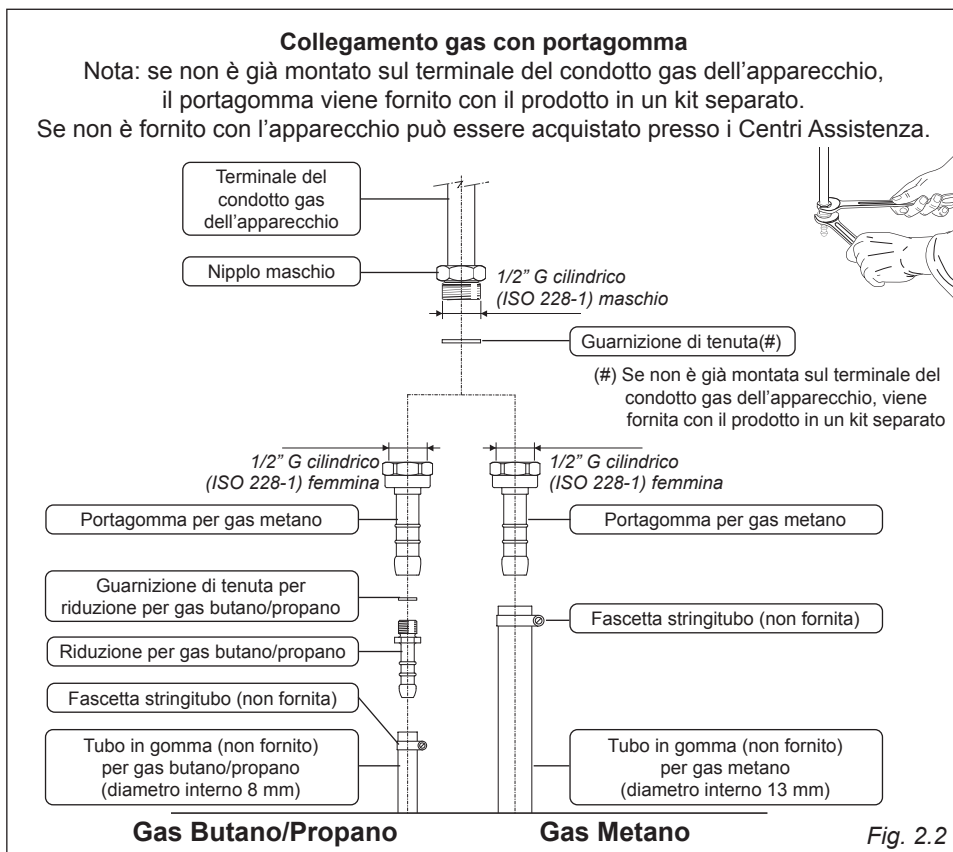 Collegamento gas con portagomma
Nota: se non è già montato sul terminale del condotto gas dell’apparecchio,
il portagomma viene fornito con il prodotto in un kit separato.
Se non è fornito con l’apparecchio può essere acquistato presso i Centri Assistenza.
Terminale del
condotto gas
dell’apparecchio
Nipplo maschio
1/2” G cilindrico
(ISO 228-1) maschio
Guarnizione di tenuta(#)
(#) Se non è già montata sul terminale del
condotto gas dell’apparecchio, viene
fornita con il prodotto in un kit separato
1/2” G cilindrico
(ISO 228-1) femmina
1/2” G cilindrico
(ISO 228-1) femmina
Portagomma per gas metano
Portagomma per gas metano
Guarnizione di tenuta per
riduzione per gas butano/propano
Fascetta stringitubo (non fornita)
Riduzione per gas butano/propano
Fascetta stringitubo (non fornita)
Tubo in gomma (non fornito)
per gas butano/propano
(diametro interno 8 mm)
Tubo in gomma (non fornito)
per gas metano
(diametro interno 13 mm)
Gas Butano/Propano
Gas Metano
Fig. 2.2